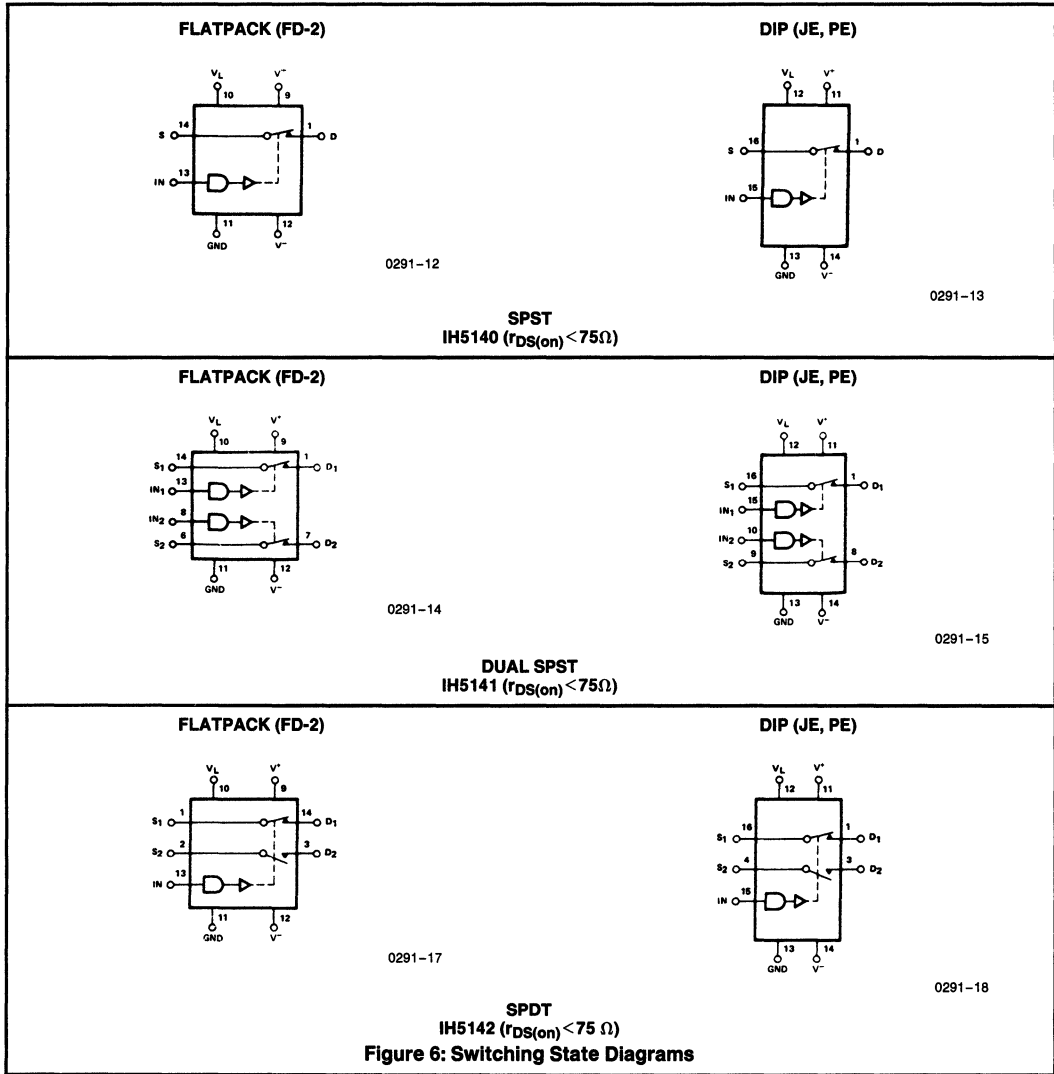 FLATPACK (FD-2)
DIP (JE, PE)
VL
V+
10
9
S
14
1
D
IN
13
11
12
GND
V−
0291-12
VL
V+
12
11
S
16
1
D
IN
15
13
14
GND
V−
0291-13
SPST
IH5140 (rDS(on) <75Ω)
FLATPACK (FD-2)
DIP (JE, PE)
VL
V+
10
9
S1
14
1
D1
IN1
13
IN2
8
S2
6
7
D2
11
12
GND
V−
0291-14
VL
V+
12
11
S1
16
1
D1
IN1
15
IN2
10
S2
9
8
D2
13
14
GND
V−
0291-15
DUAL SPST
IH5141 (rDS(on) <75Ω)
FLATPACK (FD-2)
DIP (JE, PE)
VL
V+
10
9
S1
1
14
D1
S2
2
3
D2
IN
13
11
12
GND
V−
0291-17
VL
V+
12
11
S1
16
1
D1
S2
4
3
D2
IN
15
13
14
GND
V−
0291-18
SPDT
IH5142 (rDS(on) <75 Ω)
Figure 6: Switching State Diagrams